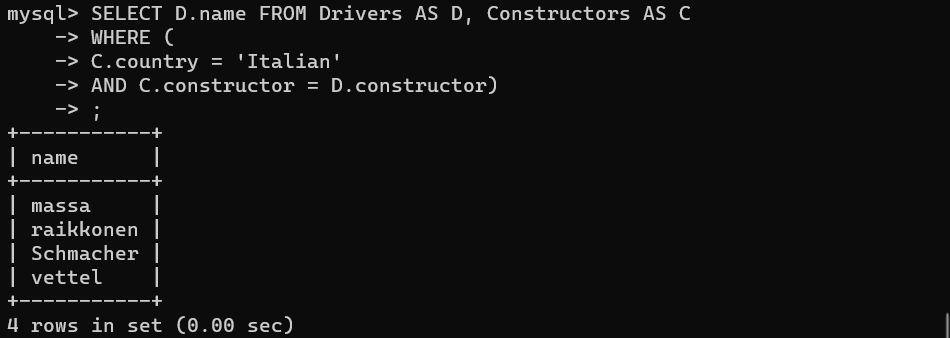 mysql> SELECT D.name FROM Drivers AS D, Constructors AS C
    -> WHERE (
    -> C.country = 'Italian'
    -> AND C.constructor = D.constructor)
    -> ;
+-----------+
| name      |
+-----------+
| massa     |
| raikkonen |
| Schmacher |
| vettel    |
+-----------+
4 rows in set (0.00 sec)